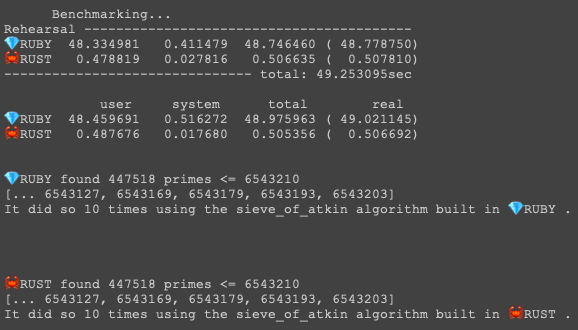 Benchmarking...
Rehearsal -----------------------------------------
💎RUBY  48.334981   0.411479  48.746460 ( 48.778750)
🦀RUST   0.478819   0.027816   0.506635 (  0.507810)
------------------------------- total: 49.253095sec
user     system      total        real
💎RUBY  48.459691   0.516272  48.975963 ( 49.021145)
🦀RUST   0.487676   0.017680   0.505356 (  0.506692)
💎RUBY found 447518 primes <= 6543210
[... 6543127, 6543169, 6543179, 6543193, 6543203]
It did so 10 times using the sieve_of_atkin algorithm built in 💎RUBY .
🦀RUST found 447518 primes <= 6543210
[... 6543127, 6543169, 6543179, 6543193, 6543203]
It did so 10 times using the sieve_of_atkin algorithm built in 🦀RUST .